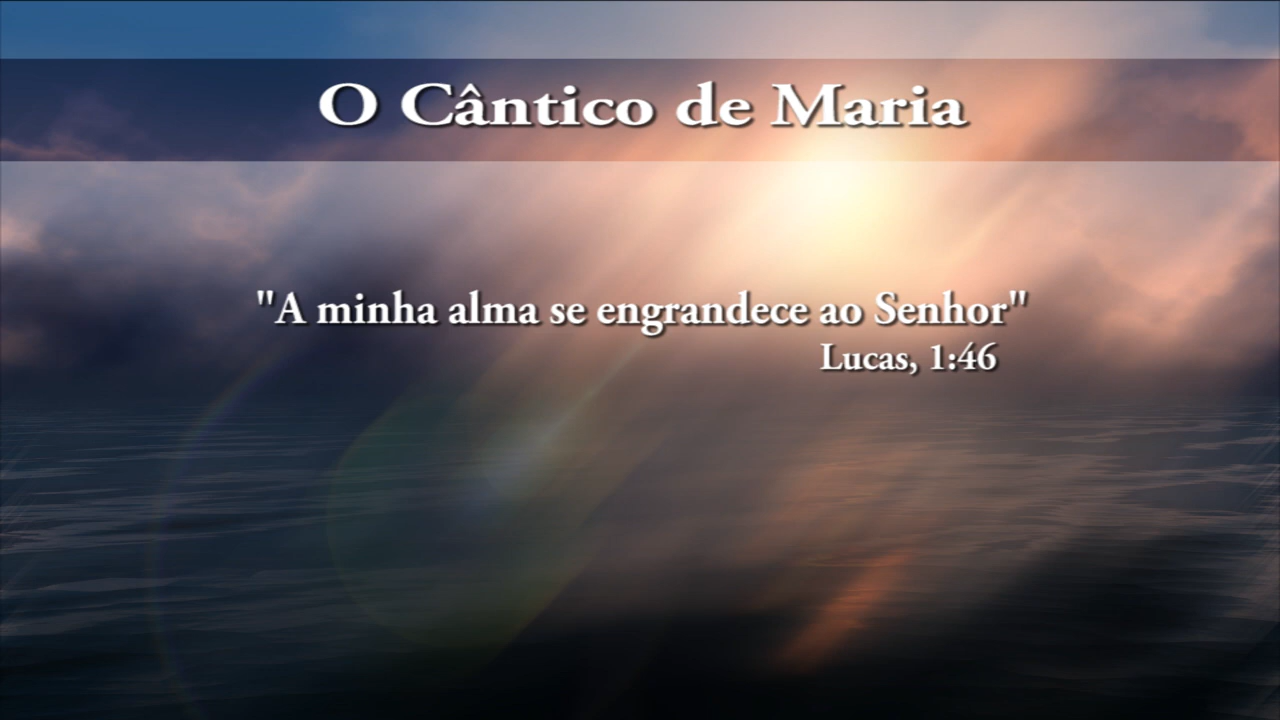 O Cântico de Maria
"A minha alma se engrandece ao Senhor"
Lucas, 1:46